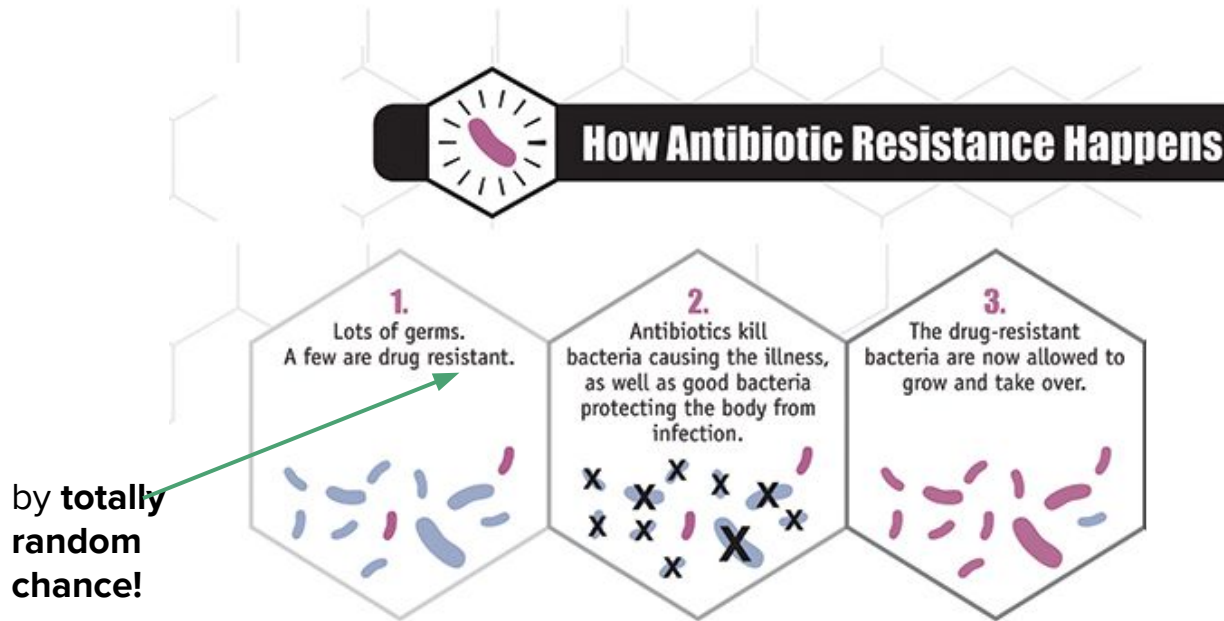 How Antibiotic Resistance Happens
1.
Lots of germs.
A few are drug resistant.
2.
Antibiotics kill
bacteria causing the illness,
as well as good bacteria
protecting the body from
infection.
X X X X X X X X X X
3.
The drug-resistant
bacteria are now allowed to
grow and take over.
by totally
random
chance!